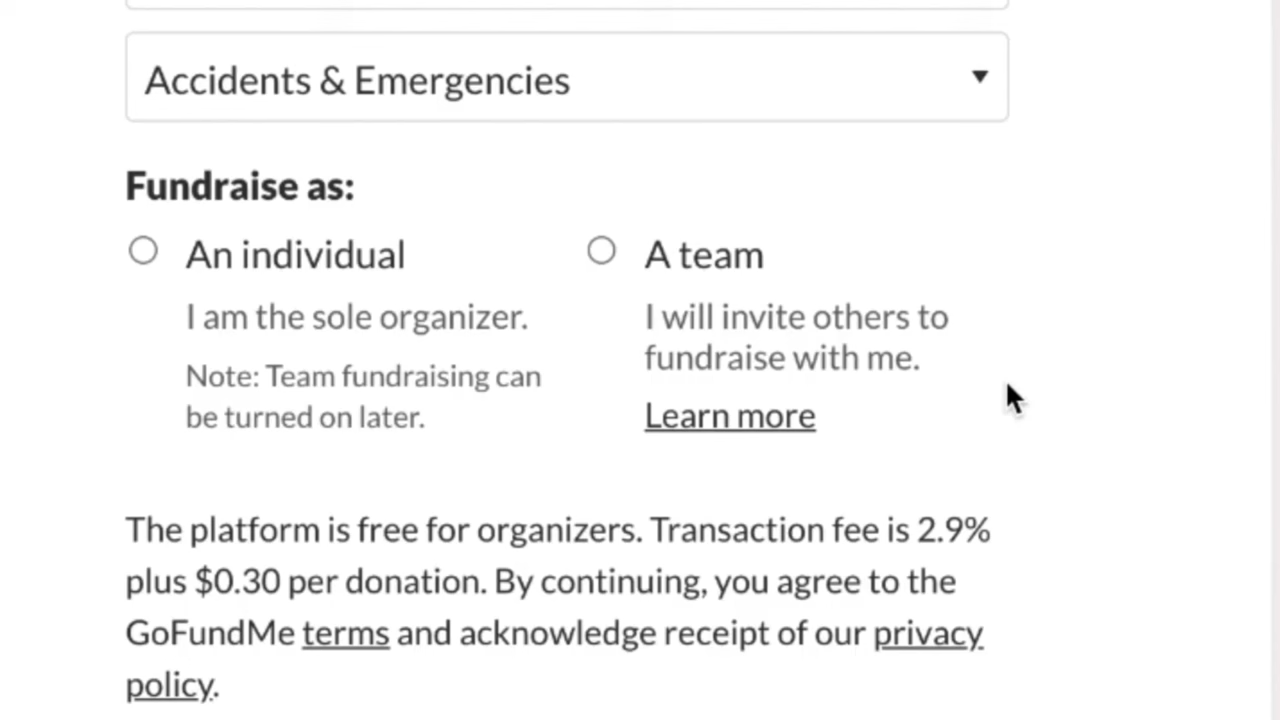 Accidents & Emergencies
Fundraise as:
An individual
I am the sole organizer.
Note: Team fundraising can
be turned on later.
A team
I will invite others to
fundraise with me.
Learn more
The platform is free for organizers. Transaction fee is 2.9%
plus $0.30 per donation. By continuing, you agree to the
GoFundMe terms and acknowledge receipt of our privacy
policy.